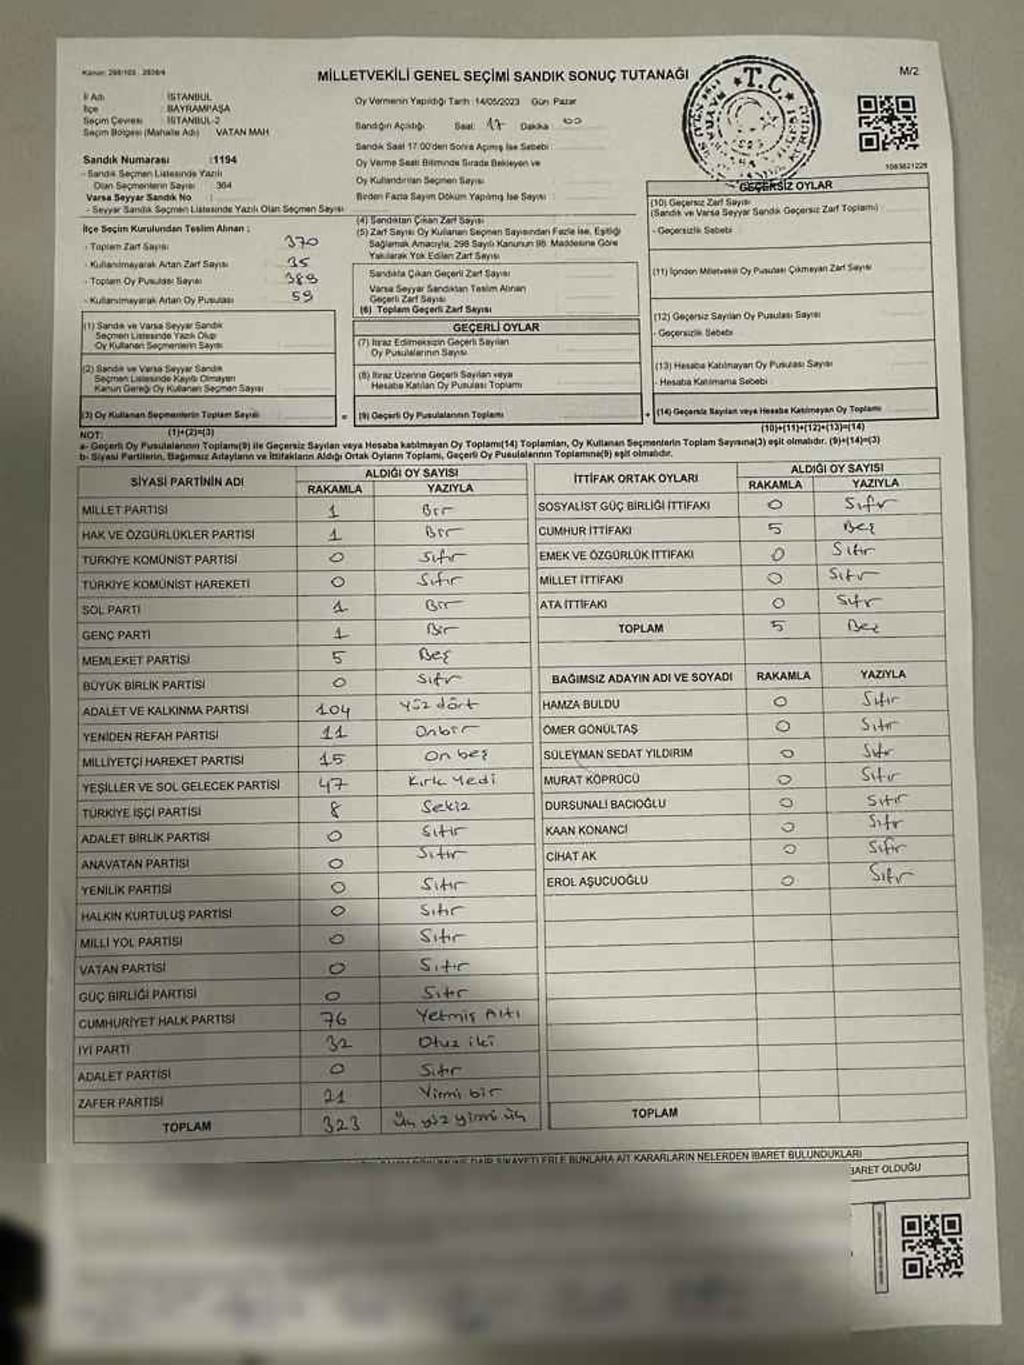 Kanun: 298/105 - 2839/4
MİLLETVEKİLİ GENEL SEÇİMİ SANDIK SONUÇ TUTANAĞI
M/2
İl Adı : İSTANBUL
İlçe : BAYRAMPAŞA
Seçim Çevresi : İSTANBUL-2
Seçim Bölgesi (Mahalle Adı) VATAN MAH
Sandık Numarası :1194
- Sandık Seçmen Listesinde Yazılı
Olan Seçmenlerin Sayısı : 364
Varsa Seyyar Sandık No :
- Seyyar Sandık Seçmen Listesinde Yazılı Olan Seçmen Sayısı
İlçe Seçim Kurulundan Teslim Alınan ;
- Toplam Zarf Sayısı 370
- Kullanılmayarak Artan Zarf Sayısı 35
- Toplam Oy Pusulası Sayısı 389
- Kullanılmayarak Artan Oy Pusulası 59
Oy Vermenin Yapıldığı Tarih :14/05/2023 Gün Pazar
Sandığın Açıldığı Saat 17 Dakika 00
Sandık Saat 17:00'den Sonra Açımış İse Sebebi
Oy Verme Saati Bitiminde Sırada Bekleyen ve
Oy Kullandırılan Seçmen Sayısı
Birden Fazla Sayım Döküm Yapılmış İse Sayısı
T.C.
1083821228
(4) Sandıktan Çıkan Zarf Sayısı
(5) Zarf Sayısı Oy Kullanan Seçmen Sayısından Fazla İse, Eşitliği
Sağlamak Amacıyla, 298 Sayılı Kanunun 98. Maddesine Göre
Yakılarak Yok Edilen Zarf Sayısı
Sandıkta Çıkan Geçerli Zarf Sayısı
Varsa Seyyar Sandıktan Teslim Alınan
Geçerli Zarf Sayısı
(6) Toplam Geçerli Zarf Sayısı
GEÇERSİZ OYLAR
(10) Geçersiz Zarf Sayısı
(Sandık ve Varsa Seyyar Sandık Geçersiz Zarf Toplamı)
- Geçersizlik Sebebi
(11) İçinden Milletvekili Oy Pusulası Çıkmayan Zarf Sayısı
(12) Geçersiz Sayılan Oy Pusulası Sayısı
- Geçersizlik Sebebi
(13) Hesaba Katılmayan Oy Pusulası Sayısı
- Hesaba Katılmama Sebebi
(1) Sandık ve Varsa Seyyar Sandık
Seçmen Listesinde Yazılı Olup
Oy Kullanan Seçmenlerin Sayısı
(2) Sandık ve Varsa Seyyar Sandık
Seçmen Listesinde Kayıtlı Olmayan
Kanun Gereği Oy Kullanan Seçmen Sayısı
GEÇERLİ OYLAR
(7) İtiraz Edilmeksizin Geçerli Sayılan
Oy Pusulalarının Sayısı
(8) İtiraz Üzerine Geçerli Sayılan veya
Hesaba Katılan Oy Pusulası Toplamı
(3) Oy Kullanan Seçmenlerin Toplam Sayısı = (9) Geçerli Oy Pusulalarının Toplamı + (14) Geçersiz Sayılan veya Hesaba Katılmayan Oy Toplamı
NOT: (1)+(2)=(3) (10)+(11)+(12)+(13)=(14)
a- Geçerli Oy Pusulalarının Toplamı(9) ile Geçersiz Sayılan veya Hesaba katılmayan Oy Toplamı(14) Toplamları, Oy Kullanan Seçmenlerin Toplam Sayısına(3) eşit olmalıdır. (9)+(14)=(3)
b- Siyasi Partilerin, Bağımsız Adayların ve İttifakların Aldığı Ortak Oyların Toplamı, Geçerli Oy Pusulalarının Toplamına(9) eşit olmalıdır.
SİYASİ PARTİNİN ADI ALDIĞI OY SAYISI
RAKAMLA YAZIYLA
MİLLET PARTİSİ 1 Bir
HAK VE ÖZGÜRLÜKLER PARTİSİ 1 Bir
TÜRKİYE KOMÜNİST PARTİSİ 0 Sıfır
TÜRKİYE KOMÜNİST HAREKETİ 0 Sıfır
SOL PARTİ 1 Bir
GENÇ PARTİ 1 Bir
MEMLEKET PARTİSİ 5 Beş
BÜYÜK BİRLİK PARTİSİ 0 Sıfır
ADALET VE KALKINMA PARTİSİ 104 Yüz dört
YENİDEN REFAH PARTİSİ 11 Onbir
MİLLİYETÇİ HAREKET PARTİSİ 15 On beş
YEŞİLLER VE SOL GELECEK PARTİSİ 47 Kırk Yedi
TÜRKİYE İŞÇİ PARTİSİ 8 Sekiz
ADALET BİRLİK PARTİSİ 0 Sıfır
ANAVATAN PARTİSİ 0 Sıfır
YENİLİK PARTİSİ 0 Sıfır
HALKIN KURTULUŞ PARTİSİ 0 Sıfır
MİLLİ YOL PARTİSİ 0 Sıfır
VATAN PARTİSİ 0 Sıfır
GÜÇ BİRLİĞİ PARTİSİ 0 Sıfır
CUMHURİYET HALK PARTİSİ 76 Yetmiş Altı
İYİ PARTİ 32 Otuz iki
ADALET PARTİSİ 0 Sıfır
ZAFER PARTİSİ 21 Yirmi bir
TOPLAM 323 Üç yüz yirmi üç
İTTİFAK ORTAK OYLARI ALDIĞI OY SAYISI
RAKAMLA YAZIYLA
SOSYALİST GÜÇ BİRLİĞİ İTTİFAKI 0 Sıfır
CUMHUR İTTİFAKI 5 Beş
EMEK VE ÖZGÜRLÜK İTTİFAKI 0 Sıfır
MİLLET İTTİFAKI 0 Sıfır
ATA İTTİFAKI 0 Sıfır
TOPLAM 5 Beş
BAĞIMSIZ ADAYIN ADI VE SOYADI RAKAMLA YAZIYLA
HAMZA BULDU 0 Sıfır
ÖMER GÖNÜLTAŞ 0 Sıfır
SÜLEYMAN SEDAT YILDIRIM 0 Sıfır
MURAT KÖPRÜCÜ 0 Sıfır
DURSUNALİ BACIOĞLU 0 Sıfır
KAAN KONANCİ 0 Sıfır
CİHAT AK 0 Sıfır
EROL AŞUCUOĞLU 0 Sıfır
TOPLAM
DAİR ŞİKAYETLERLE BUNLARA AİT KARARLARIN NELERDEN İBARET BULUNDUKLARI
İBARET OLDUĞU